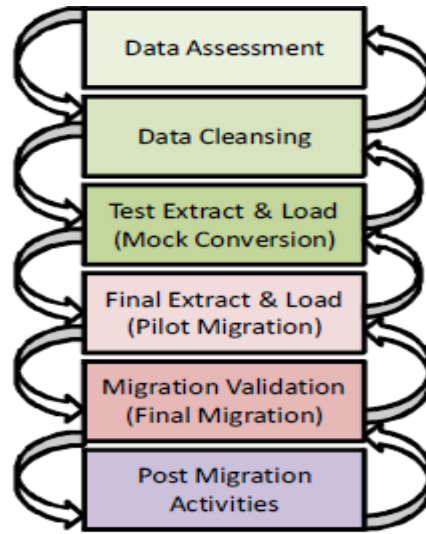 Data Assessment
Data Cleansing
Test Extract & Load
(Mock Conversion)
Final Extract & Load
(Pilot Migration)
Migration Validation
(Final Migration)
Post Migration
Activities